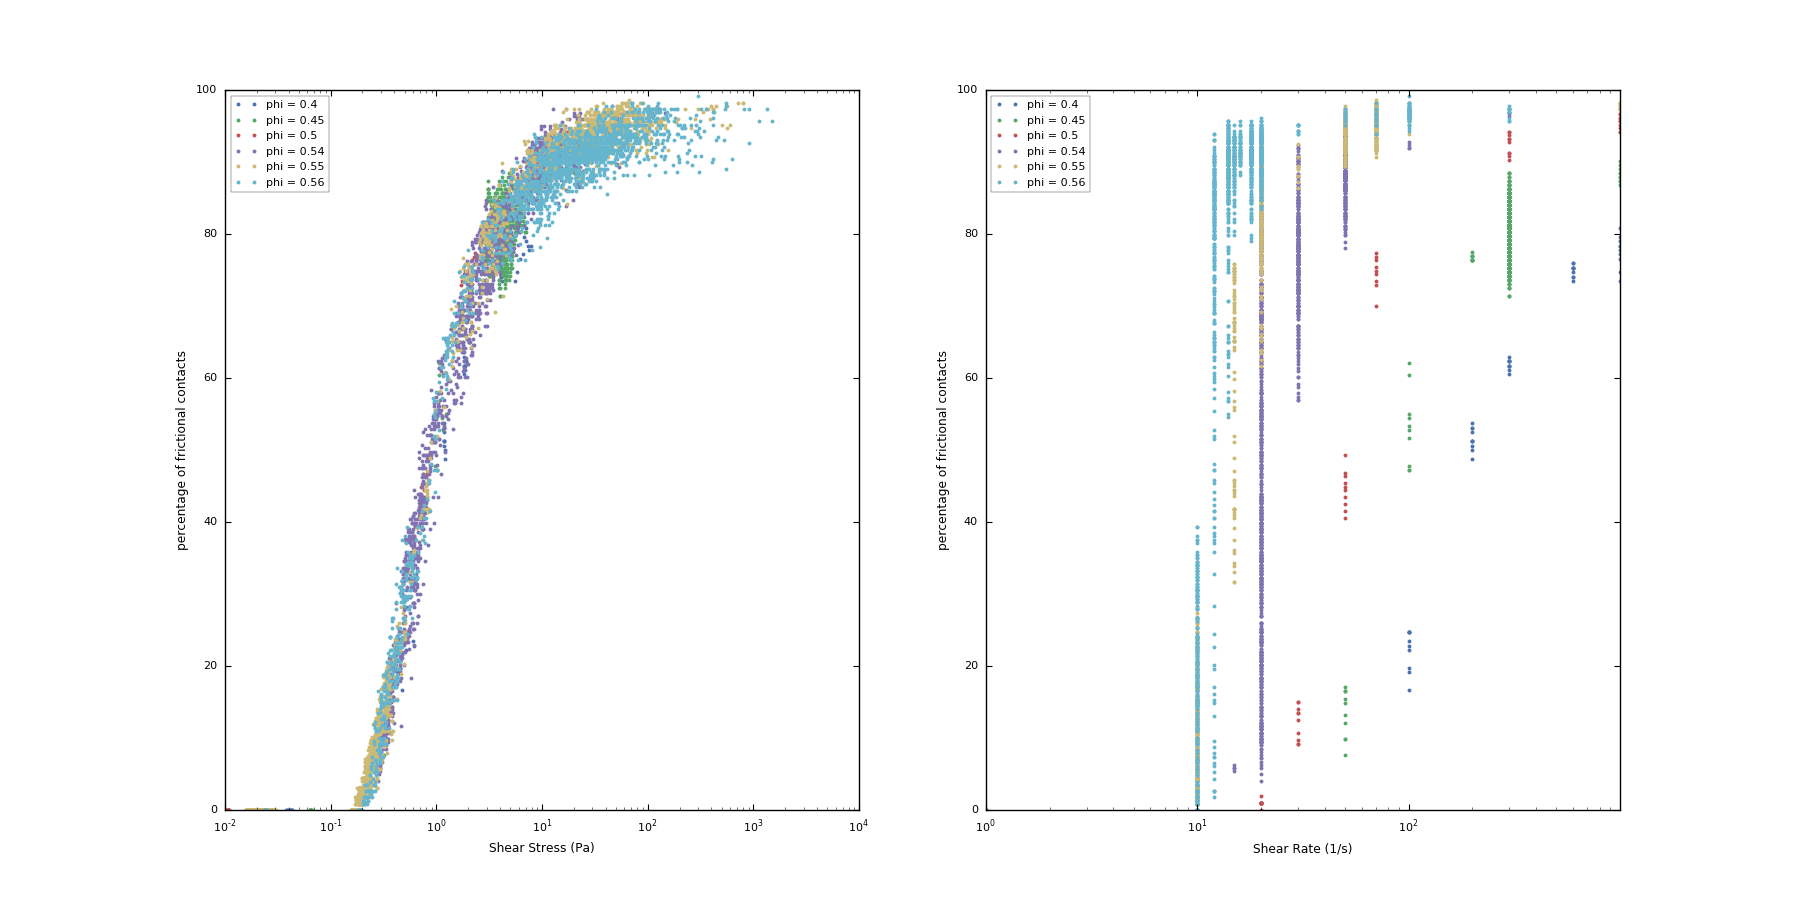 100
80
60
40
20
0
percentage of frictional contacts
phi = 0.4
phi = 0.45
phi = 0.5
phi = 0.54
phi = 0.55
phi = 0.56
10^-2
10^-1
10^0
10^1
10^2
10^3
10^4
Shear Stress (Pa)
100
80
60
40
20
0
percentage of frictional contacts
phi = 0.4
phi = 0.45
phi = 0.5
phi = 0.54
phi = 0.55
phi = 0.56
10^0
10^1
10^2
Shear Rate (1/s)